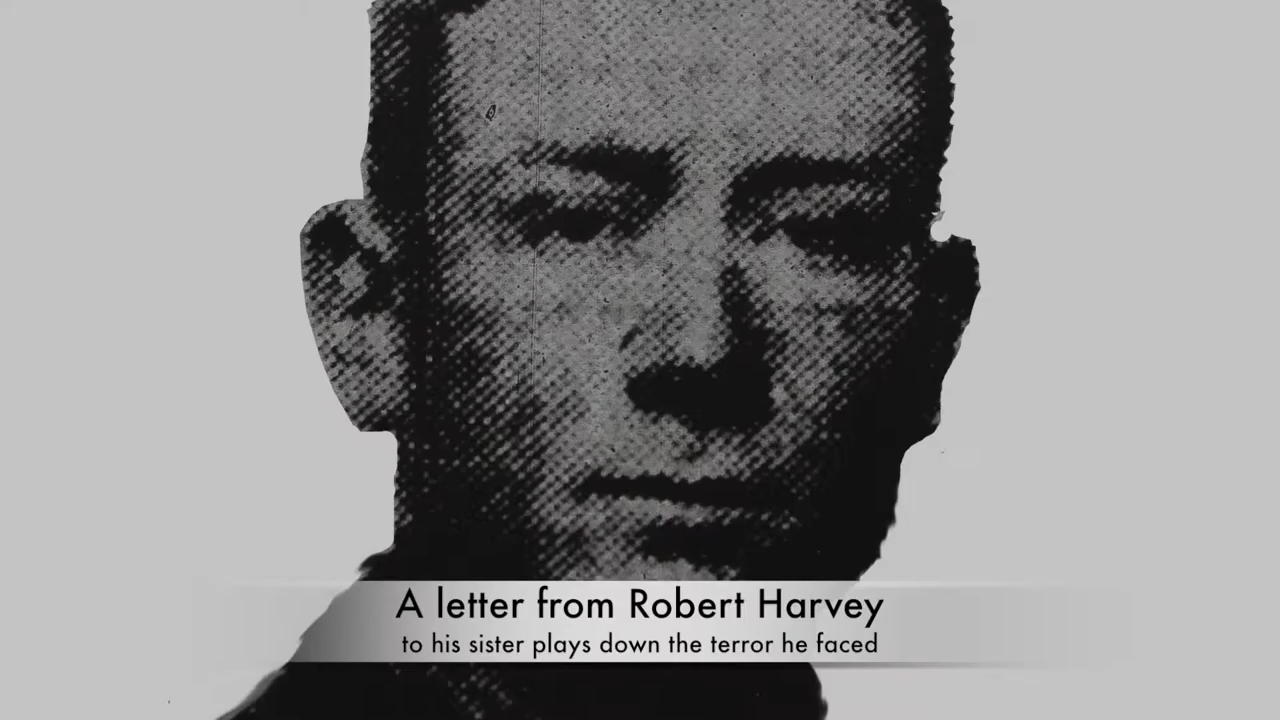 A letter from Robert Harvey
to his sister plays down the terror he faced